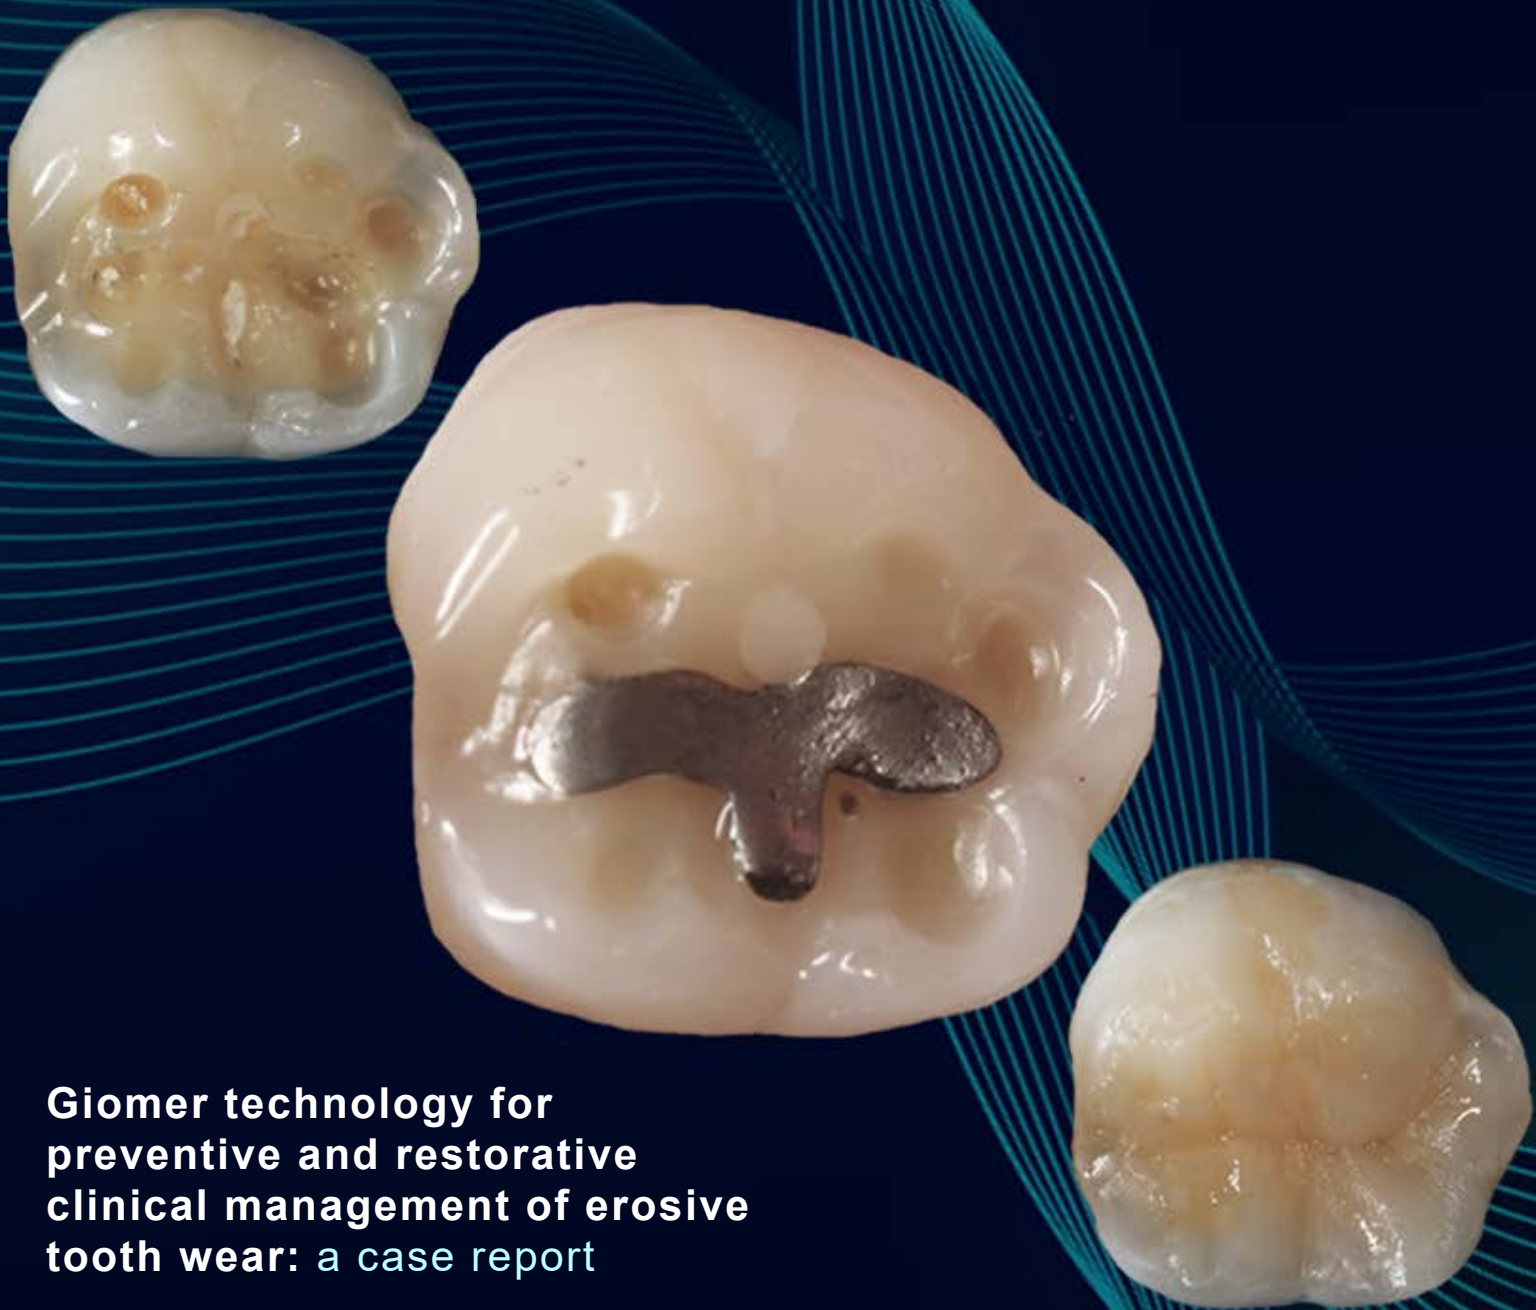 Giomer technology for
preventive and restorative
clinical management of erosive
tooth wear: a case report